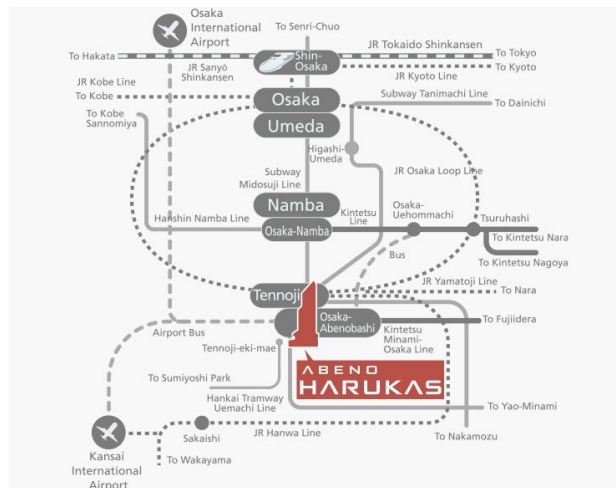 Osaka
International
Airport
To Senri-Chuo
To Hakata
JR Sanyō
Shinkansen
Shin-
Osaka
JR Tokaido Shinkansen
To Tokyo
To Kyoto
JR Kyoto Line
JR Kobe Line
To Kobe
Osaka
Umeda
Subway Tanimachi Line
To Dainichi
To Kobe
Sannomiya
Higashi-
Umeda
JR Osaka Loop Line
Subway
Midosuji Line
Namba
Osaka-Namba
Hanshin Namba Line
Kintetsu
Line
Osaka-
Uehommachi
Tsuruhashi
To Kintetsu Nara
To Kintetsu Nagoya
Bus
Tennoji
JR Yamatoji Line
To Nara
Osaka-
Abenobashi
To Fujiidera
Kintetsu
Minami-
Osaka Line
Airport Bus
Tennoji-eki-mae
ABENO
HARUKAS
To Sumiyoshi Park
Hankai Tramway
Uemachi Line
To Yao-Minami
To Nakamozu
Sakaishi
JR Hanwa Line
Kansai
International
Airport
To Wakayama